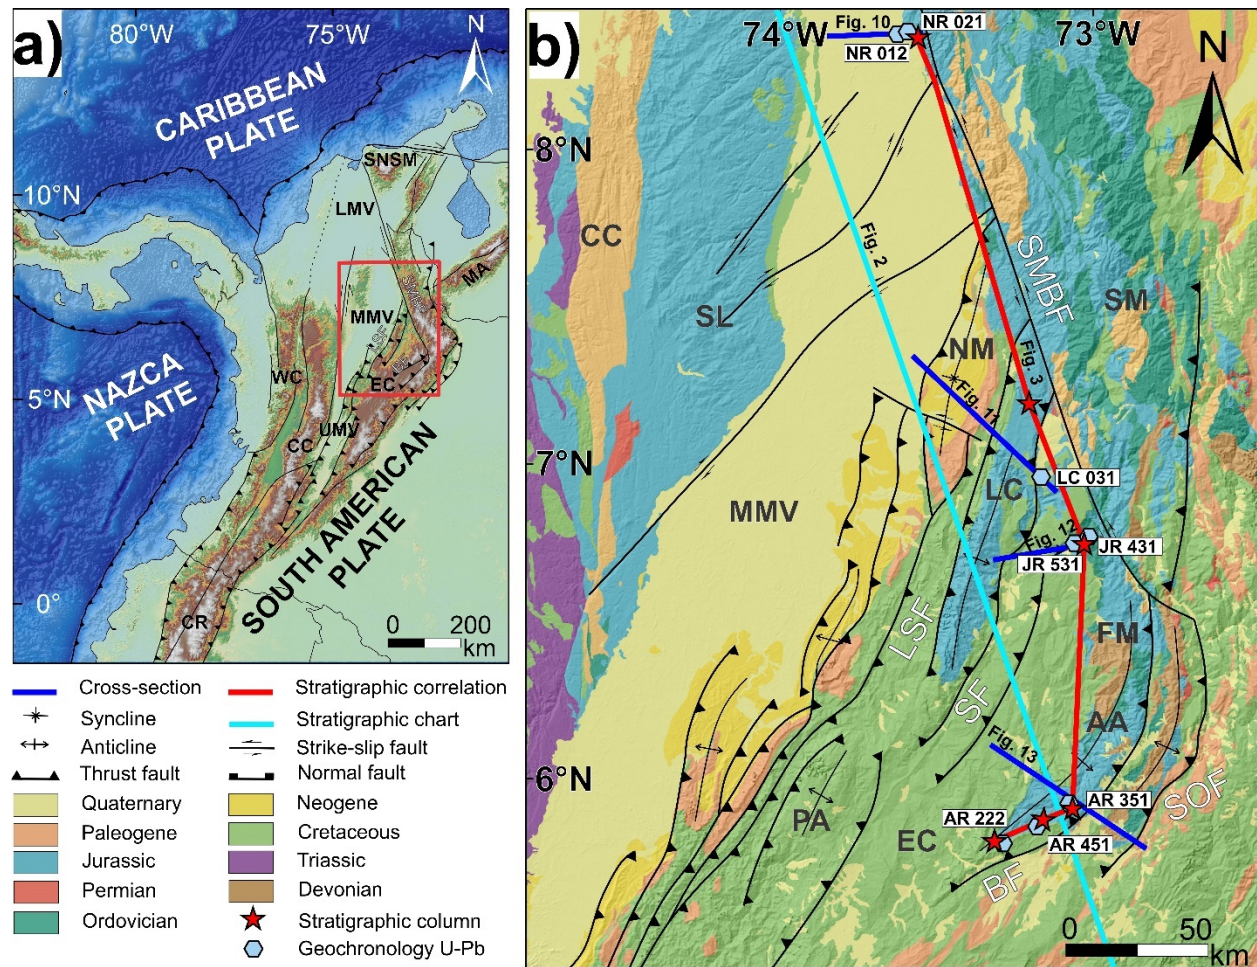 80°W
75°W
a)
N
CARIBBEAN
PLATE
SNSM
10°N
LMV
MA
SMBF
MMV
SF
NAZCA
PLATE
WC
EC
5°N
UMV
CC
SOUTH AMERICAN
PLATE
0°
CR
0 200
km
Cross-section
Stratigraphic correlation
Syncline
Stratigraphic chart
Anticline
Strike-slip fault
Thrust fault
Normal fault
Quaternary
Neogene
Paleogene
Cretaceous
Jurassic
Triassic
Permian
Devonian
Ordovician
Stratigraphic column
Geochronology U-Pb
b)
74°W
Fig. 10
NR 021
NR 012
73°W
N
8°N
CC
Fig. 2
SMBF
SM
SL
NM
Fig. 3
Fig. 11
7°N
LC
LC 031
MMV
Fig. 12
JR 431
JR 531
LSF
FM
SF
AA
Fig. 13
6°N
SOF
PA
AR 351
AR 222
EC
AR 451
BF
0 50
km